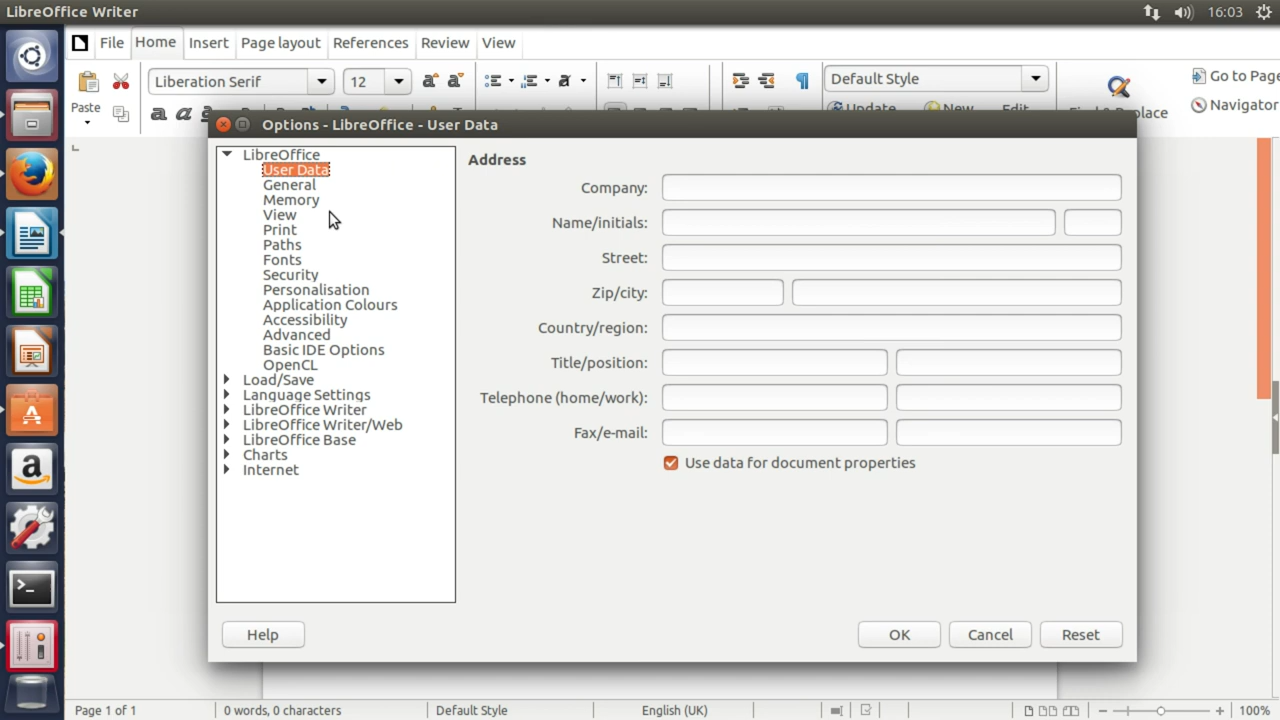 LibreOffice Writer
16:03
File
Home
Insert
Page layout
References
Review
View
Liberation Serif
12
Default Style
Go to Page
Paste
Update
New
Edit
Navigator
Options - LibreOffice - User Data
LibreOffice
User Data
General
Memory
View
Print
Paths
Fonts
Security
Personalisation
Application Colours
Accessibility
Advanced
Basic IDE Options
OpenCL
Load/Save
Language Settings
LibreOffice Writer
LibreOffice Writer/Web
LibreOffice Base
Charts
Internet
Address
Company:
Name/initials:
Street:
Zip/city:
Country/region:
Title/position:
Telephone (home/work):
Fax/e-mail:
Use data for document properties
Help
OK
Cancel
Reset
Page 1 of 1
0 words, 0 characters
Default Style
English (UK)
100%